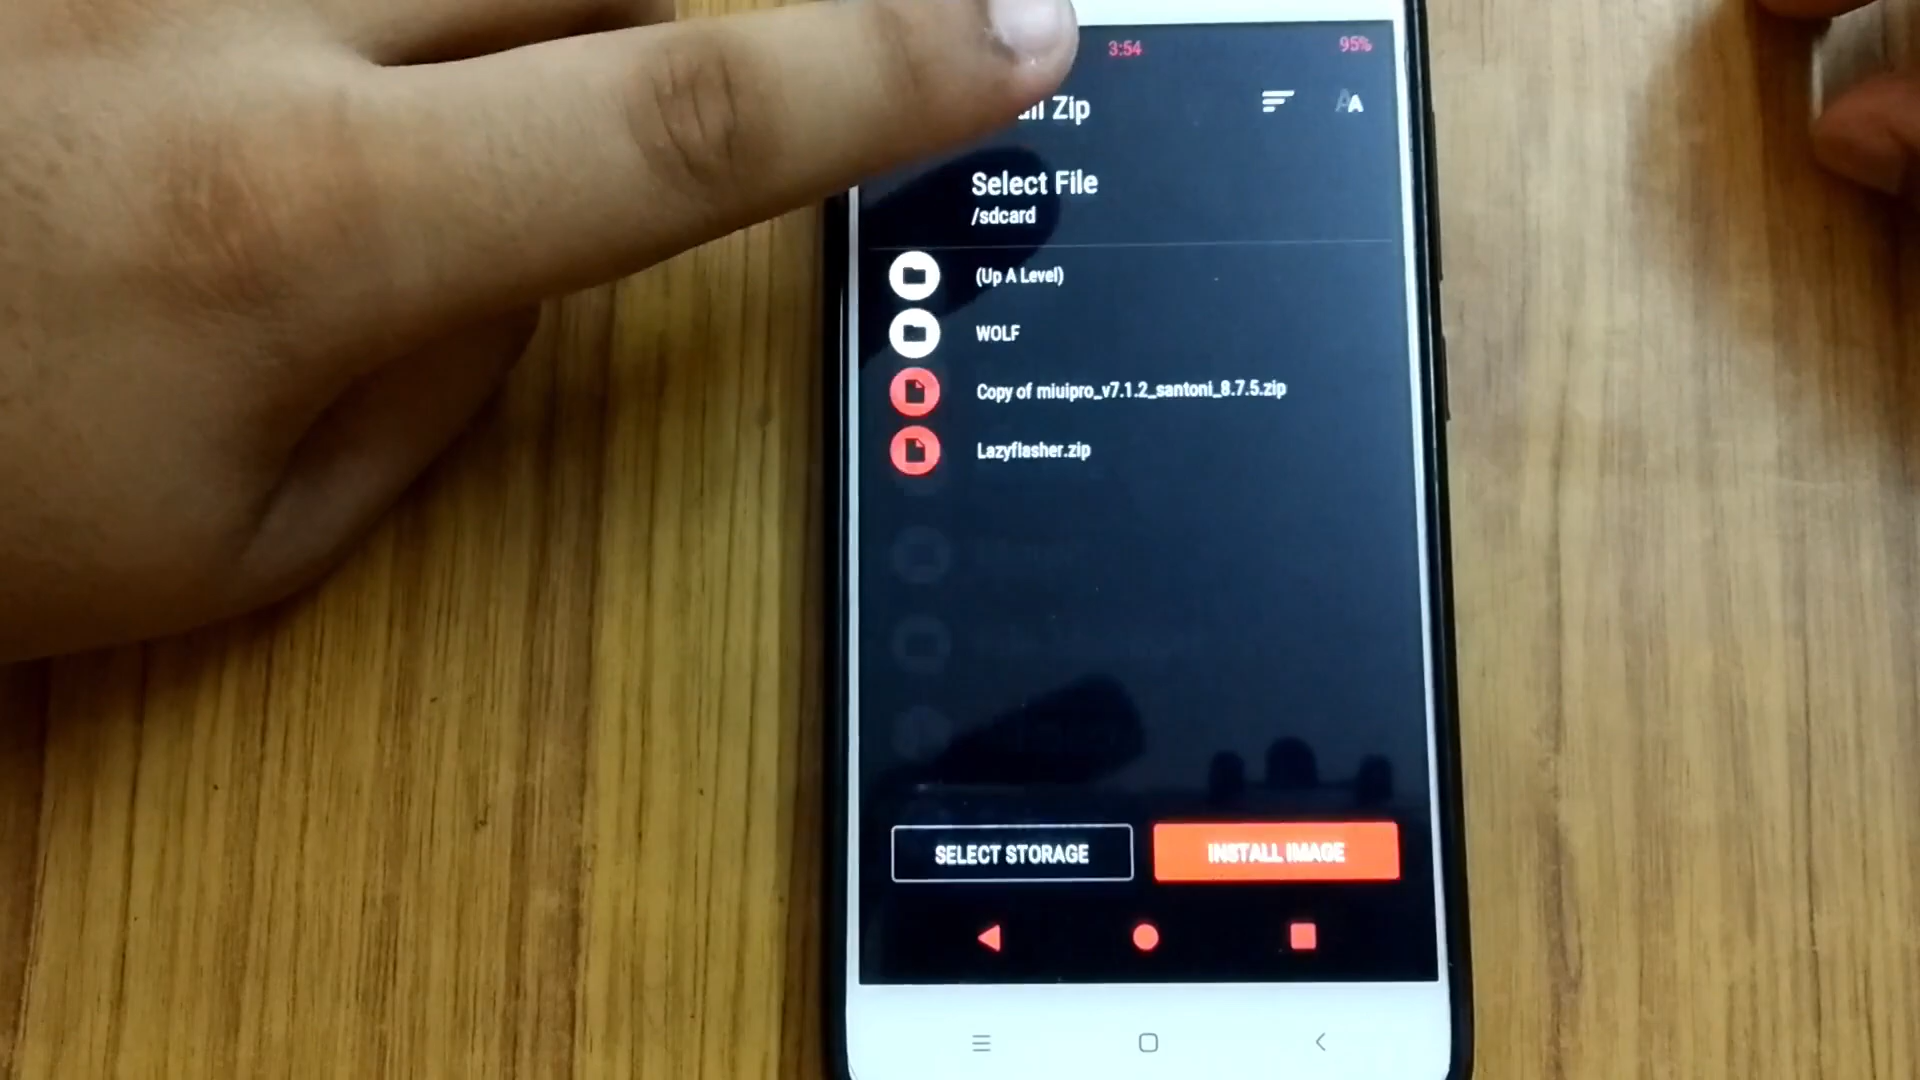 3:54
95%
Zip
Select File
/sdcard
(Up A Level)
WOLF
Copy of miuipro_v7.1.2_santoni_8.7.5.zip
Lazyflasher.zip
SELECT STORAGE
INSTALL IMAGE